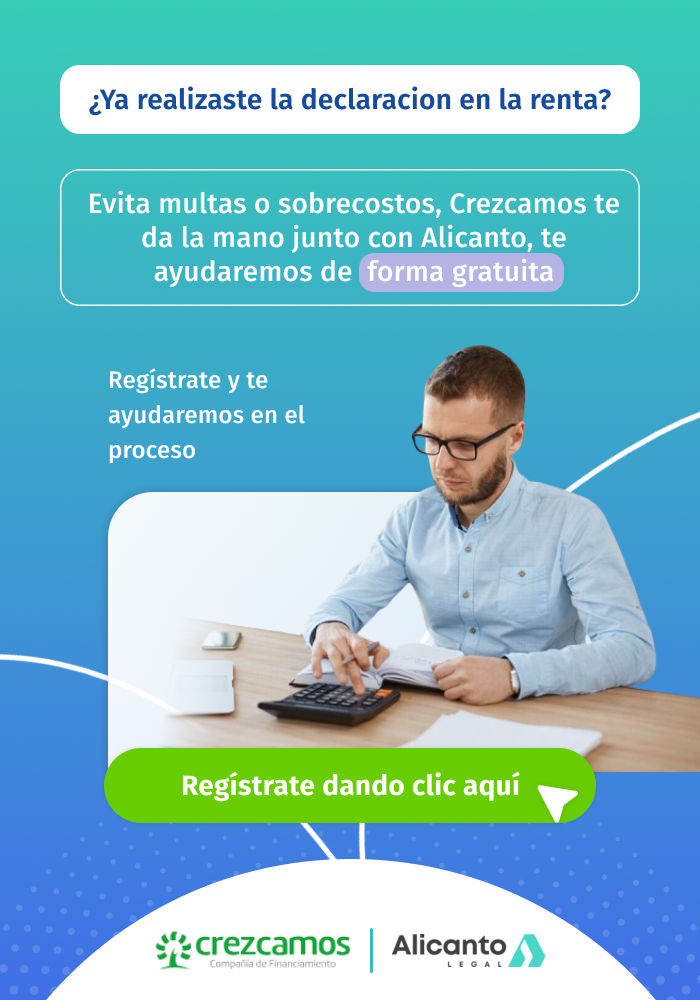 ¿Ya realizaste la declaracion en la renta?
Evita multas o sobrecostos, Crezcamos te
da la mano junto con Alicanto, te
ayudaremos de forma gratuita
Regístrate y te
ayudaremos en el
proceso
Regístrate dando clic aquí
crezcamos
Compañía de Financiamiento
Alicanto
LEGAL